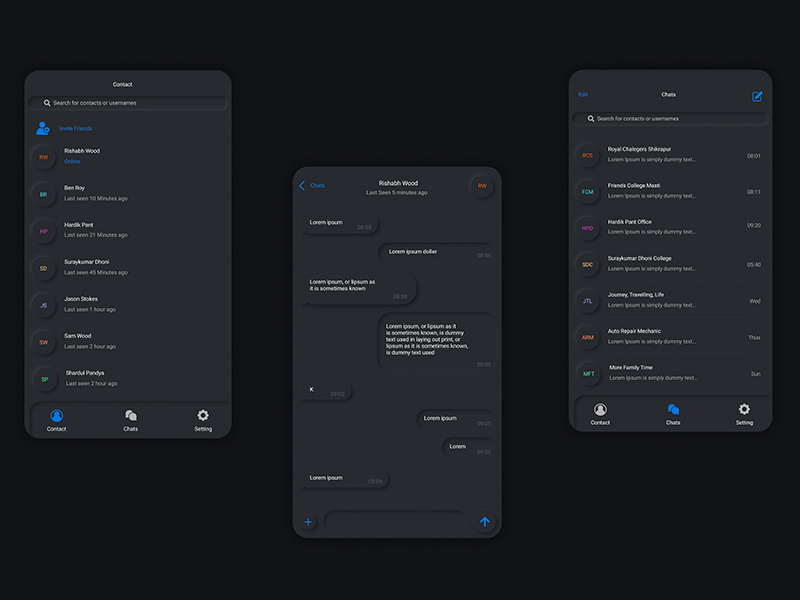 Contact
Search for contacts or usernames
Invite Friends
RW
Rishabh Wood
Online
BR
Ben Roy
Last seen 10 Minutes ago
HP
Hardik Pant
Last seen 21 Minutes ago
SD
Suraykumar Dhoni
Last seen 45 Minutes ago
JS
Jason Stokes
Last seen 1 hour ago
SW
Sam Wood
Last seen 2 hour ago
SP
Shardul Pandya
Last seen 2 hour ago
Contact
Chats
Setting
Chats
Rishabh Wood
Last Seen 5 minutes ago
RW
Lorem ipsum
08:55
Lorem ipsum doller
08:56
Lorem ipsum, or lipsum as
it is sometimes known
08:58
Lorem ipsum, or lipsum as it
is sometimes known, is dummy
text used in laying out print, or
lipsum as it is sometimes known,
is dummy text used
09:00
K
09:02
Lorem ipsum
09:05
Lorem
09:05
Lorem ipsum
09:06
Edit
Chats
Search for contacts or usernames
RCS
Royal Chalegers Shikrapur
Lorem Ipsum is simply dummy text...
08:01
FCM
Frienda College Masti
Lorem Ipsum is simply dummy text...
08:11
HPO
Hardik Pant Office
Lorem Ipsum is simply dummy text...
09:20
SDC
Suraykumar Dhoni College
Lorem Ipsum is simply dummy text...
05:40
JTL
Journey, Travelling, Life
Lorem Ipsum is simply dummy text...
Wed
ARM
Auto Repair Mechanic
Lorem Ipsum is simply dummy text...
Thus
MFT
More Family Time
Lorem Ipsum is simply dummy text...
Sun
Contact
Chats
Setting